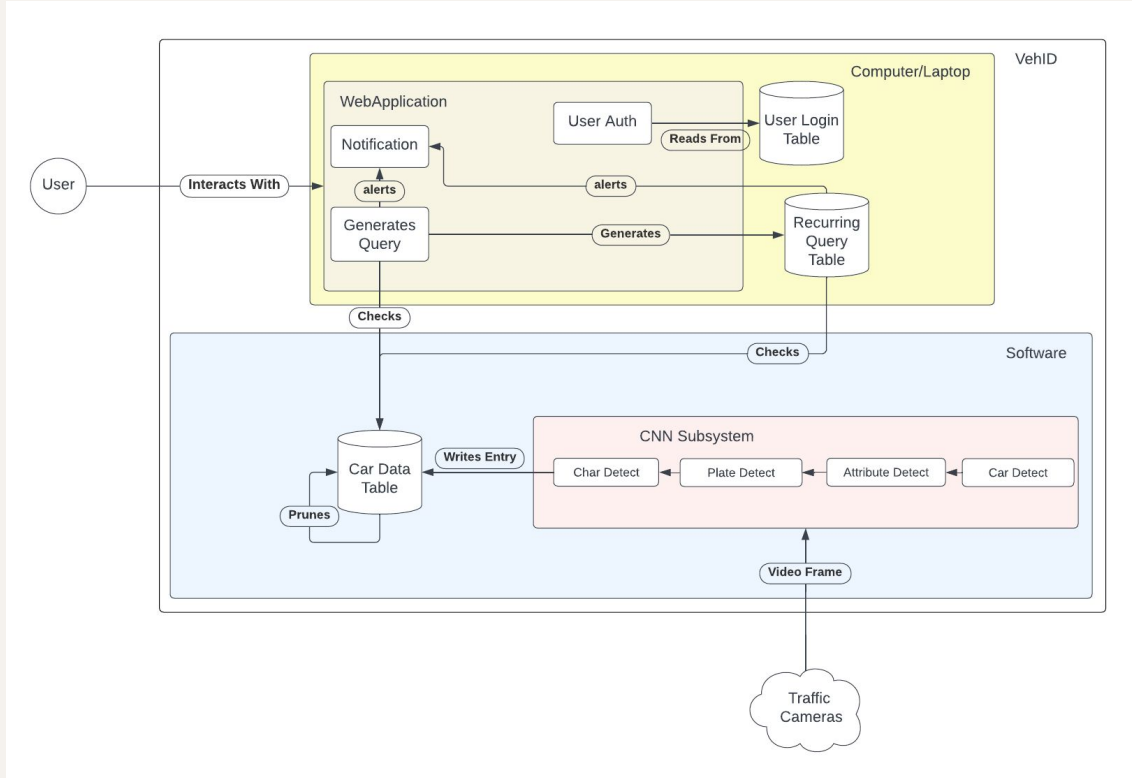 VehID
Computer/Laptop
WebApplication
User Auth
Reads From
User Login
Table
Notification
User
Interacts With
alerts
alerts
Generates
Query
Generates
Recurring
Query
Table
Checks
Checks
Software
CNN Subsystem
Writes Entry
Car Data
Table
Char Detect
Plate Detect
Attribute Detect
Car Detect
Prunes
Video Frame
Traffic
Cameras